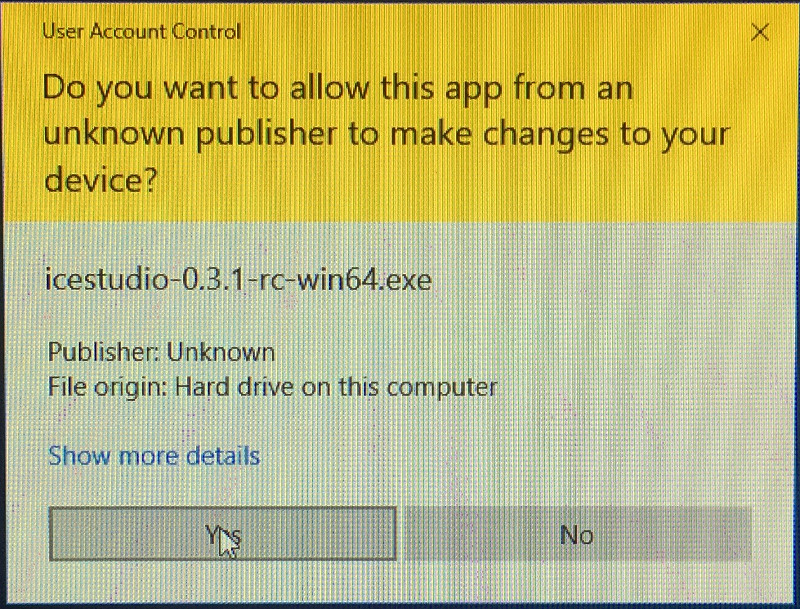 User Account Control
Do you want to allow this app from an
unknown publisher to make changes to your
device?
icestudio-0.3.1-rc-win64.exe
Publisher: Unknown
File origin: Hard drive on this computer
Show more details
Yes
No